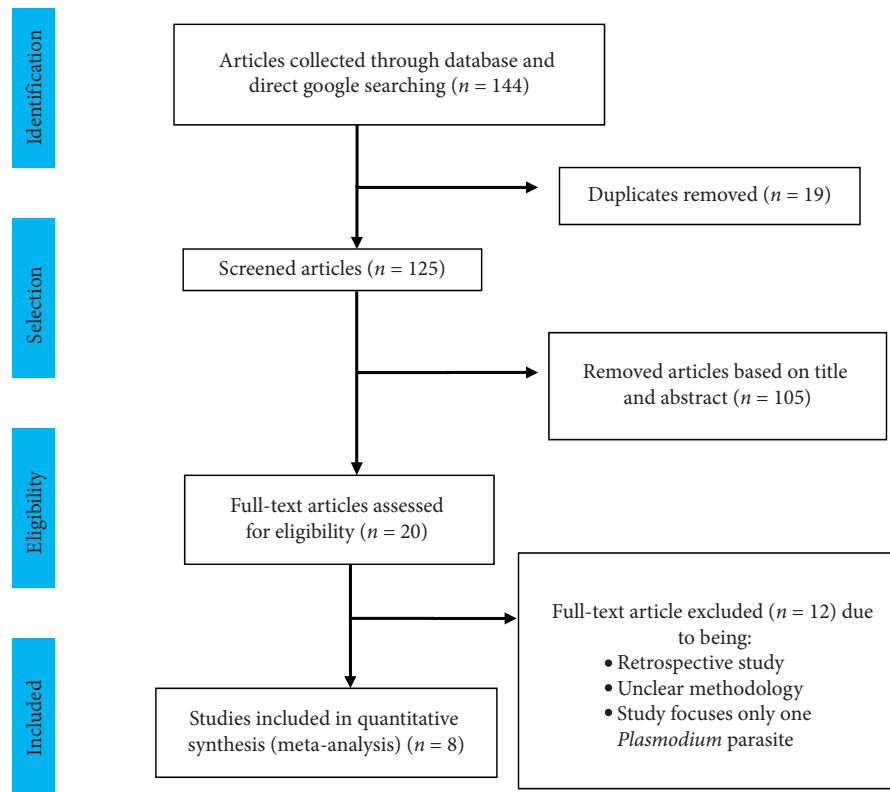 Identification
Articles collected through database and
direct google searching (n = 144)
Duplicates removed (n = 19)
Selection
Screened articles (n = 125)
Removed articles based on title
and abstract (n = 105)
Eligibility
Full-text articles assessed
for eligibility (n = 20)
Full-text article excluded (n = 12) due
to being:
• Retrospective study
• Unclear methodology
• Study focuses only one
Plasmodium parasite
Included
Studies included in quantitative
synthesis (meta-analysis) (n = 8)